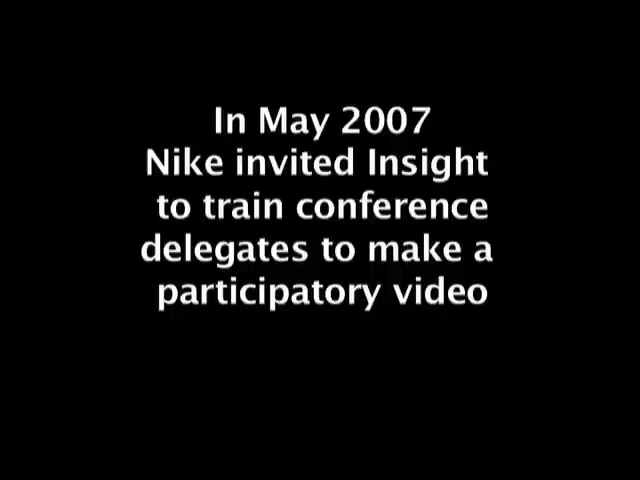 In May 2007
Nike invited Insight
to train conference
delegates to make a
participatory video